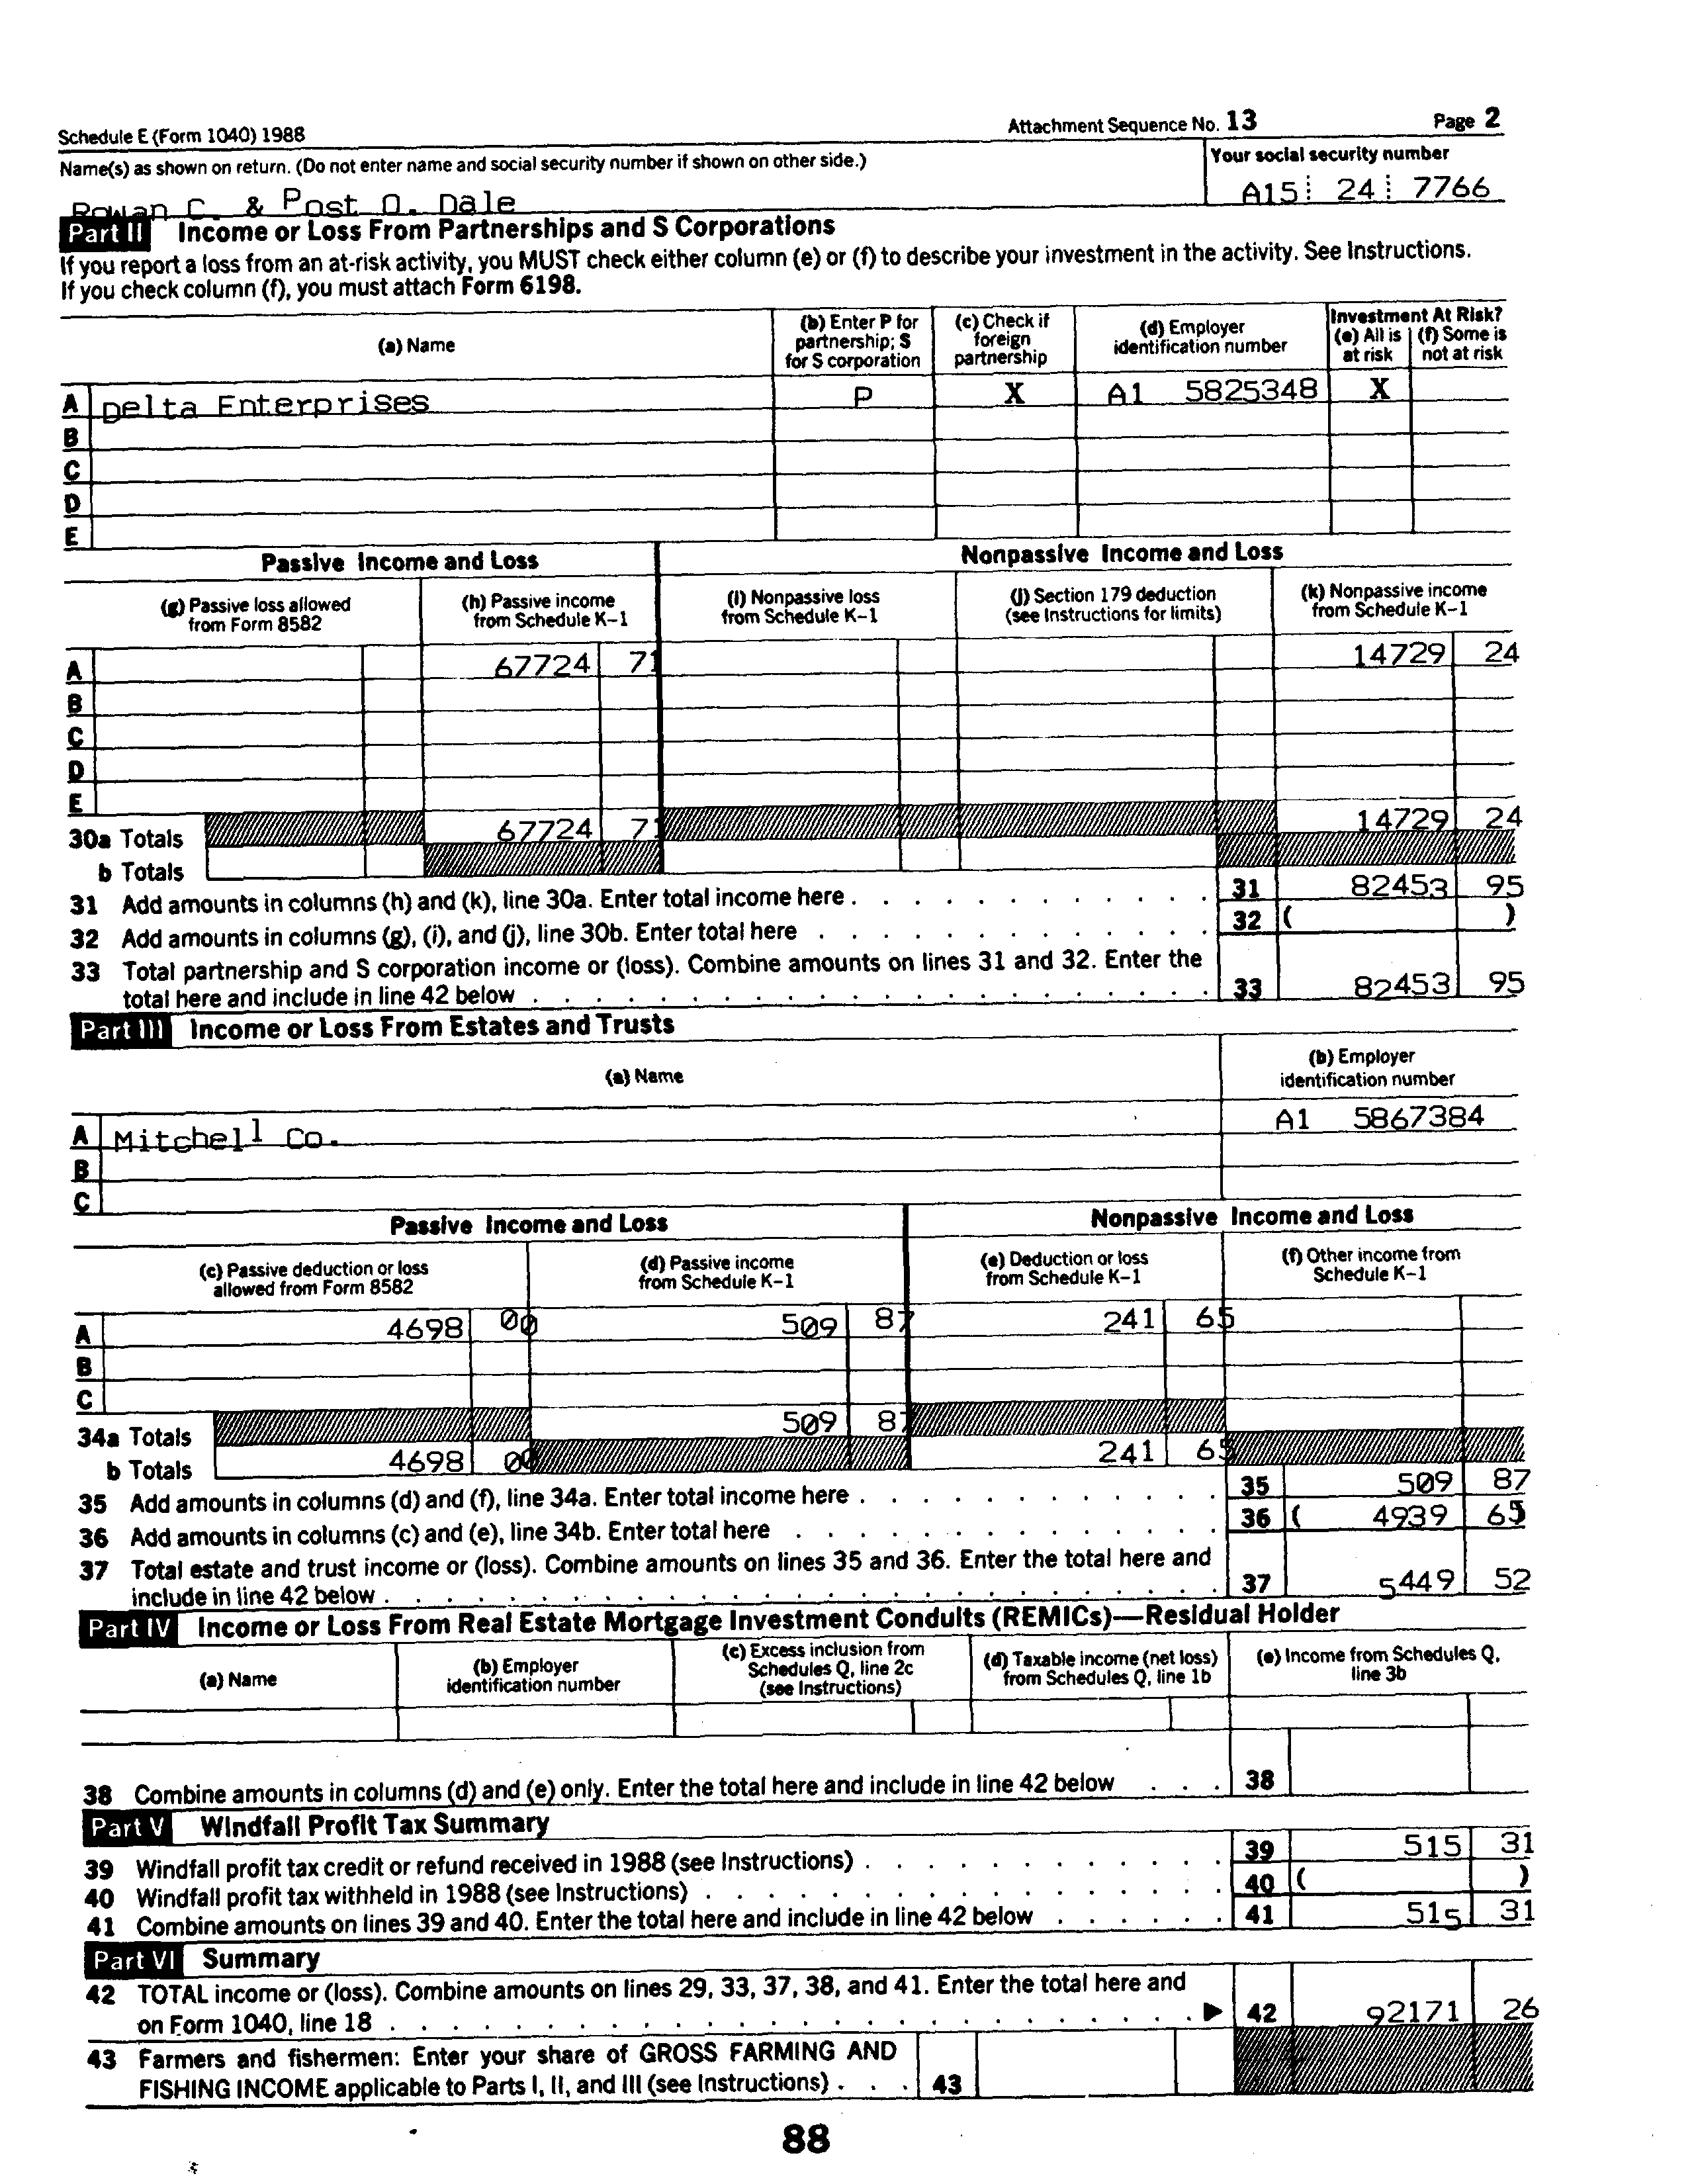 Schedule E (Form 1040) 1988 Attachment Sequence No. 13 Page 2
Name(s) as shown on return. (Do not enter name and social security number if shown on other side.) Your social security number
Rowan C. & Post O. Dale A15 24 7766
Part II Income or Loss From Partnerships and S Corporations
If you report a loss from an at-risk activity, you MUST check either column (e) or (f) to describe your investment in the activity. See Instructions.
If you check column (f), you must attach Form 6198.
(a) Name (b) Enter P for partnership; S for S corporation (c) Check if foreign partnership (d) Employer identification number Investment At Risk? (e) All is at risk (f) Some is not at risk
A Delta Enterprises P X A1 5825348 X
B
C
D
E
Passive Income and Loss Nonpassive Income and Loss
(g) Passive loss allowed from Form 8582 (h) Passive income from Schedule K-1 (i) Nonpassive loss from Schedule K-1 (j) Section 179 deduction (see Instructions for limits) (k) Nonpassive income from Schedule K-1
A 67724 71 14729 24
B
C
D
E
30a Totals 67724 71 14729 24
b Totals
31 Add amounts in columns (h) and (k), line 30a. Enter total income here . 31 82453 95
32 Add amounts in columns (g), (i), and (j), line 30b. Enter total here . 32 ( )
33 Total partnership and S corporation income or (loss). Combine amounts on lines 31 and 32. Enter the
total here and include in line 42 below . 33 82453 95
Part III Income or Loss From Estates and Trusts
(a) Name (b) Employer identification number
A Mitchell Co. A1 5867384
B
C
Passive Income and Loss Nonpassive Income and Loss
(c) Passive deduction or loss allowed from Form 8582 (d) Passive income from Schedule K-1 (e) Deduction or loss from Schedule K-1 (f) Other income from Schedule K-1
A 4698 00 509 87 241 65
B
C
34a Totals 509 87
b Totals 4698 00 241 65
35 Add amounts in columns (d) and (f), line 34a. Enter total income here . 35 509 87
36 Add amounts in columns (c) and (e), line 34b. Enter total here . 36 ( 4939 65 )
37 Total estate and trust income or (loss). Combine amounts on lines 35 and 36. Enter the total here and
include in line 42 below . 37 5449 52
Part IV Income or Loss From Real Estate Mortgage Investment Conduits (REMICs)—Residual Holder
(a) Name (b) Employer identification number (c) Excess inclusion from Schedules Q, line 2c (see Instructions) (d) Taxable income (net loss) from Schedules Q, line 1b (e) Income from Schedules Q, line 3b
38 Combine amounts in columns (d) and (e) only. Enter the total here and include in line 42 below . . . 38
Part V Windfall Profit Tax Summary
39 Windfall profit tax credit or refund received in 1988 (see Instructions) . 39 515 31
40 Windfall profit tax withheld in 1988 (see Instructions) . 40 ( )
41 Combine amounts on lines 39 and 40. Enter the total here and include in line 42 below . 41 515 31
Part VI Summary
42 TOTAL income or (loss). Combine amounts on lines 29, 33, 37, 38, and 41. Enter the total here and
on Form 1040, line 18 . ▶ 42 92171 26
43 Farmers and fishermen: Enter your share of GROSS FARMING AND
FISHING INCOME applicable to Parts I, II, and III (see Instructions) . . . 43
88